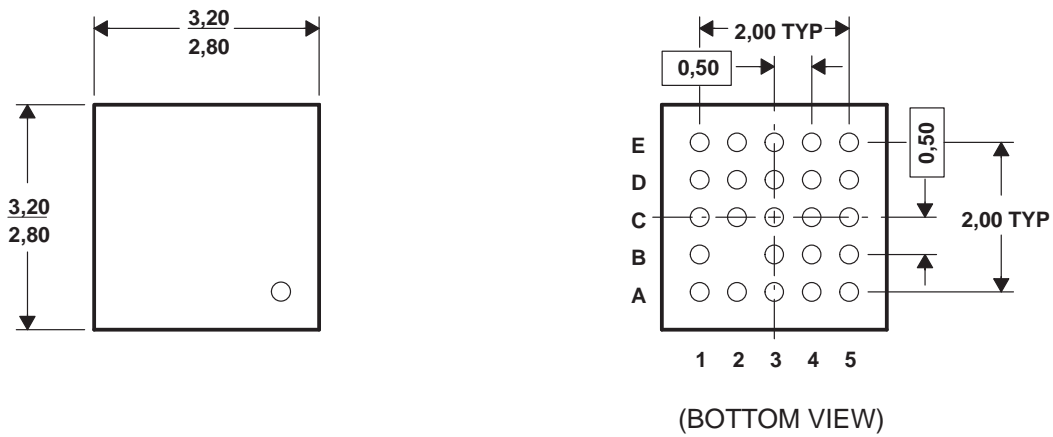 3,20
2,80
3,20
2,80
2,00 TYP
0,50
E
D
C
B
A
0,50
2,00 TYP
1 2 3 4 5
(BOTTOM VIEW)